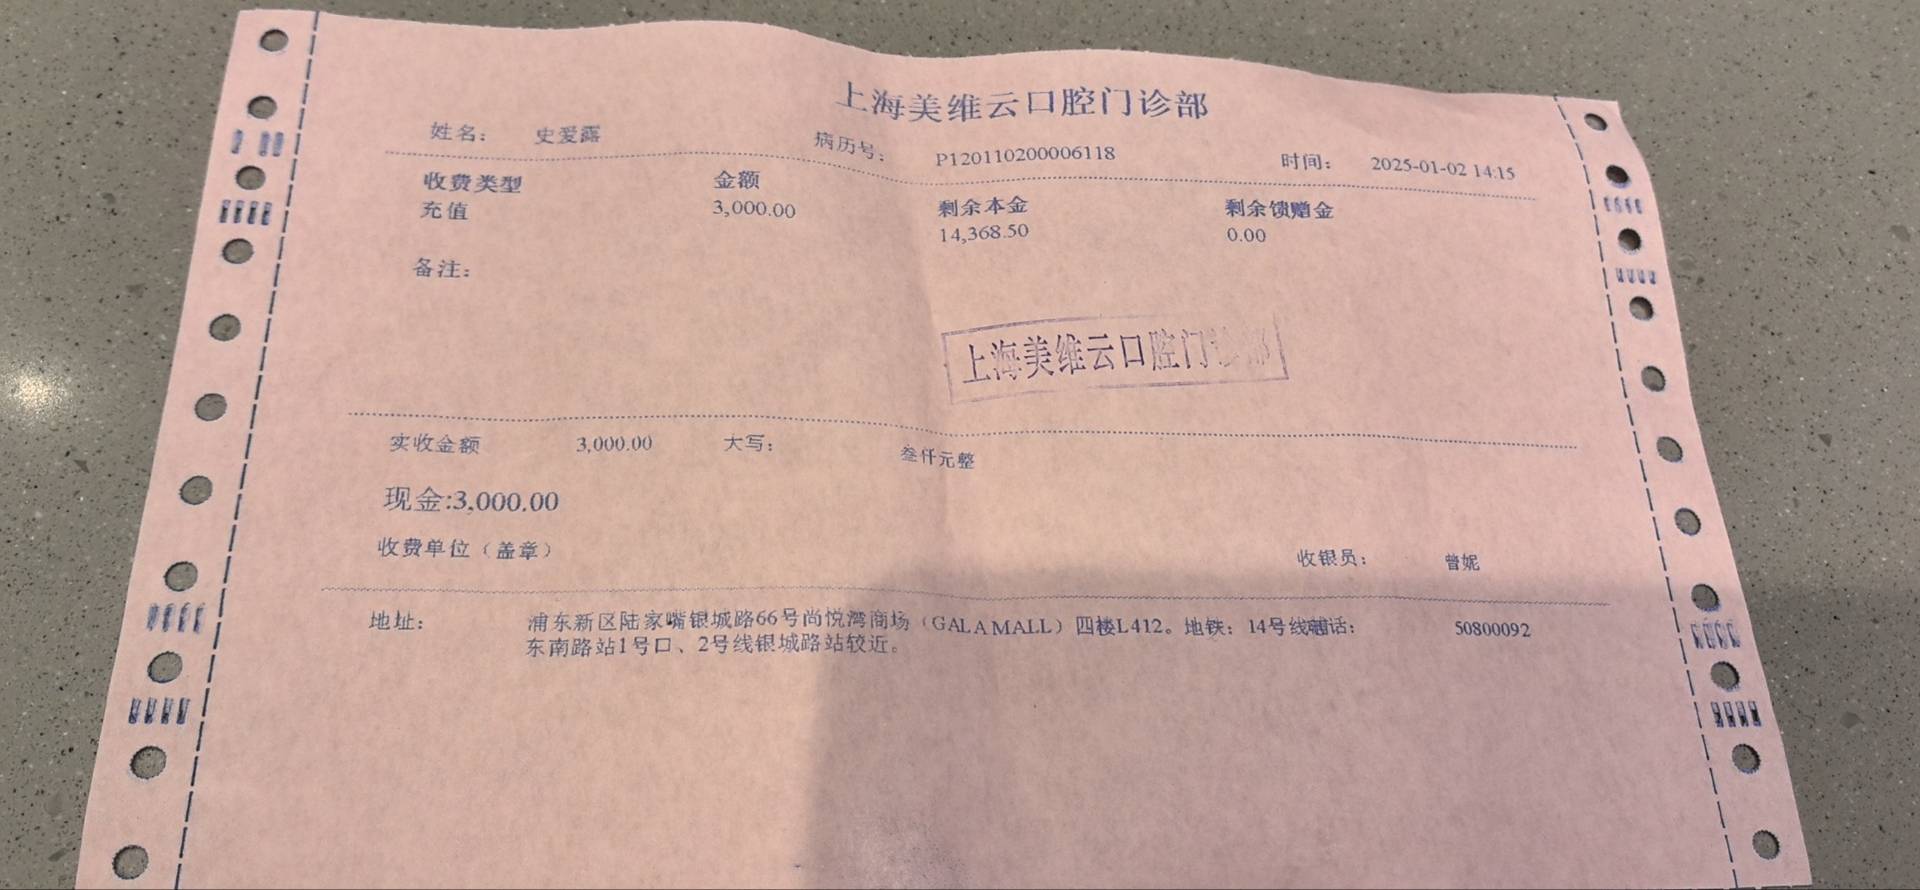 上海美维云口腔门诊部
姓名： 史爱露 病历号： P120110200006118 时间： 2025-01-02 14:15
收费类型 金额 剩余本金 剩余馈赠金
充值 3,000.00 14,368.50 0.00
备注：
上海美维云口腔门诊部
实收金额 3,000.00 大写： 叁仟元整
现金:3,000.00
收费单位（盖章） 收银员： 曾妮
地址： 浦东新区陆家嘴银城路66号尚悦湾商场（GALAMALL）四楼L412。地铁：14号线 话： 50800092
东南路站1号口、2号线银城路站较近。